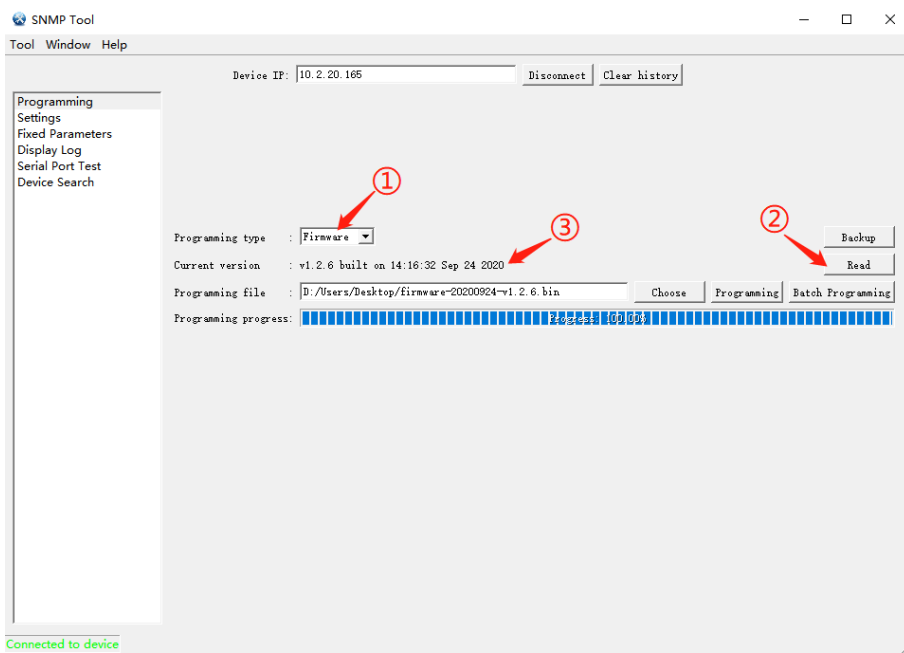 SNMP Tool
Tool Window Help
Device IP: 10.2.20.165 Disconnect Clear history
Programming
Settings
Fixed Parameters
Display Log
Serial Port Test
Device Search
①
②
③
Programming type : Firmware Backup
Current version : v1.2.6 built on 14:16:32 Sep 24 2020 Read
Programming file : D:/Users/Desktop/firmware-20200924-v1.2.6.bin Choose Programming Batch Programming
Programming progress: Progress: 100.00%
Connected to device